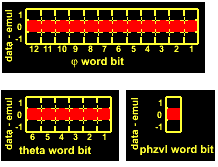 data - emul
1
0
-1
12 11 10 9 8 7 6 5 4 3 2 1
φ word bit
data - emul
1
0
-1
6 5 4 3 2 1
theta word bit
data - emul
1
0
-1
phzvl word bit